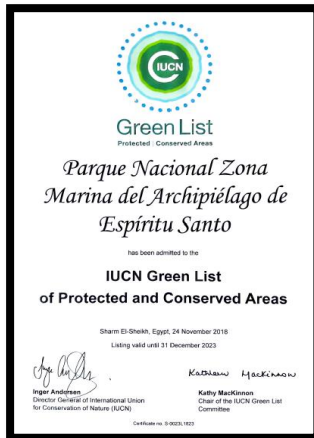 IUCN
Green List
Protected Conserved Areas
Parque Nacional Zona
Marina del Archipiélago de
Espíritu Santo
has been admitted to the
IUCN Green List
of Protected and Conserved Areas
Sharm El-Sheikh, Egypt, 24 November 2018
Listing valid until 31 December 2023
Kathleen MacKinnon
Inger Andersen
Director General of International Union
for Conservation of Nature (IUCN)
Kathy MacKinnon
Chair of the IUCN Green List
Committee